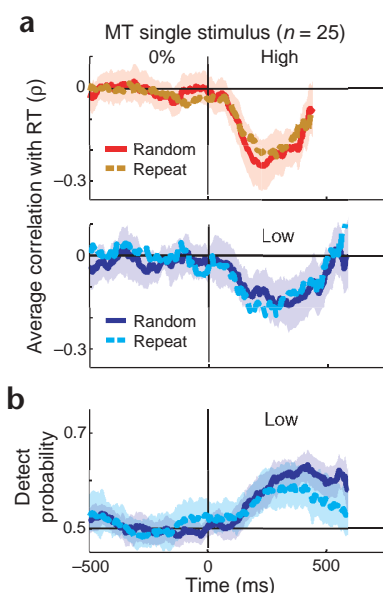 a
MT single stimulus (n = 25)
0% High
Average correlation with RT (ρ)
0
Random
Repeat
–0.3
Low
0
Random
Repeat
–0.3
b
Low
Detect probability
0.7
0.5
–500 0 500
Time (ms)